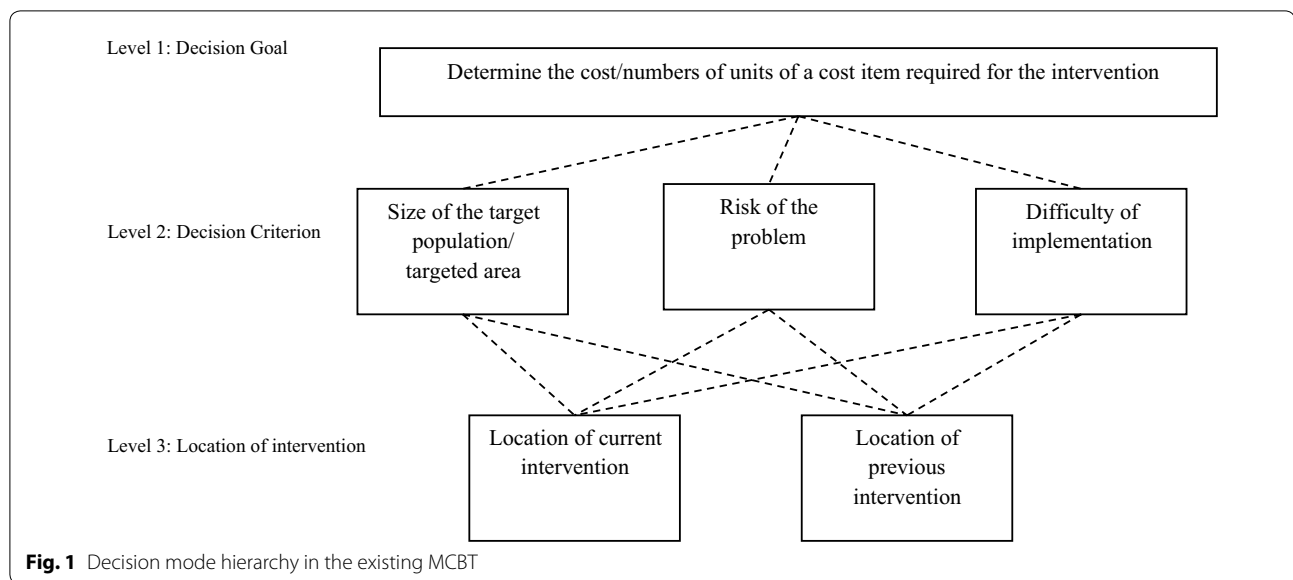 Level 1: Decision Goal
Determine the cost/numbers of units of a cost item required for the intervention
Level 2: Decision Criterion
Size of the target
population/
targeted area
Risk of the
problem
Difficulty of
implementation
Level 3: Location of intervention
Location of current
intervention
Location of
previous
intervention
Fig. 1 Decision mode hierarchy in the existing MCBT